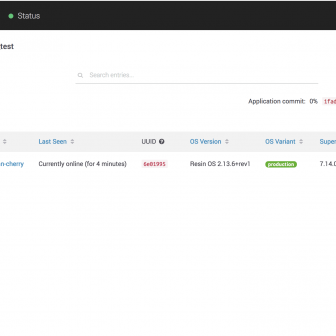 Status
test
Search entries...
Application commit: 0% 1fad
Last Seen UUID OS Version OS Variant Super
n-cherry Currently online (for 4 minutes) 6e01995 Resin OS 2.13.6+rev1 production 7.14.0